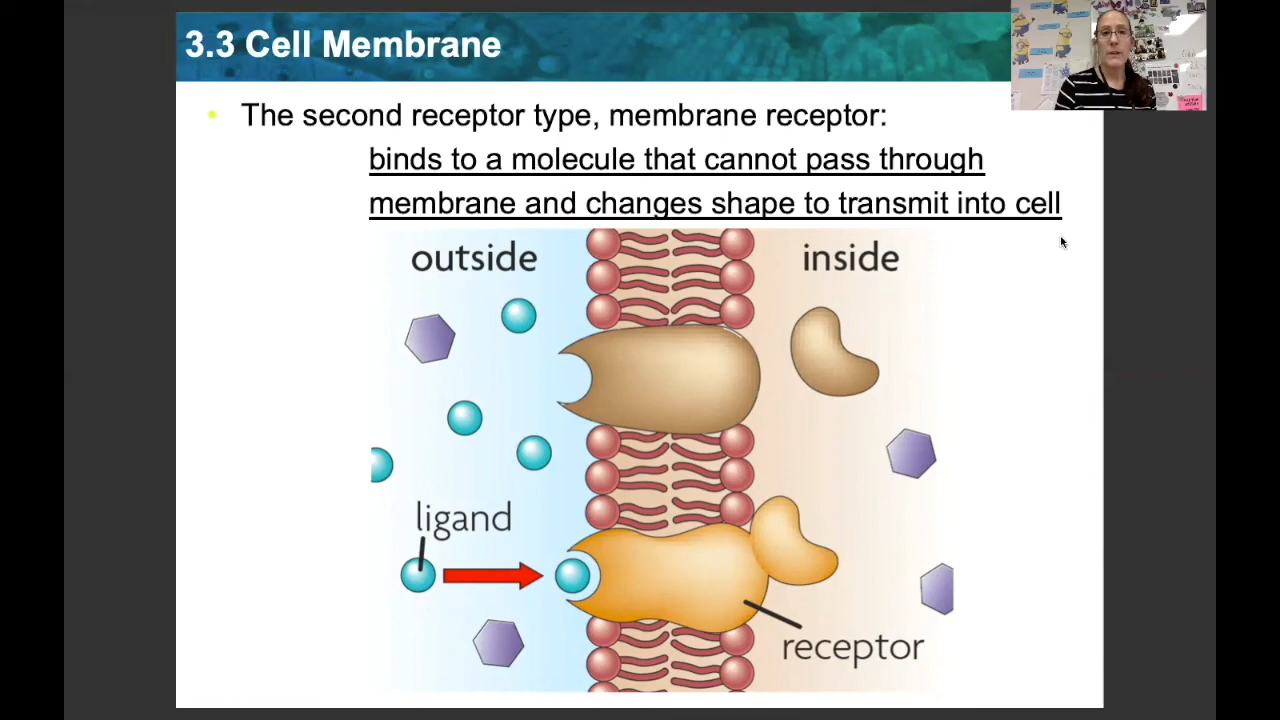 3.3 Cell Membrane
• The second receptor type, membrane receptor:
binds to a molecule that cannot pass through
membrane and changes shape to transmit into cell
outside
inside
ligand
receptor